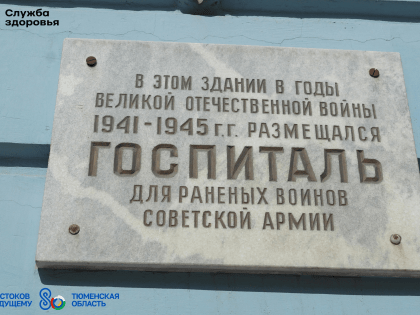 Служба
здоровья
В ЭТОМ ЗДАНИИ В ГОДЫ
ВЕЛИКОЙ ОТЕЧЕСТВЕННОЙ ВОЙНЫ
1941-1945 г.г. РАЗМЕЩАЛСЯ
ГОСПИТАЛЬ
ДЛЯ РАНЕНЫХ ВОИНОВ
СОВЕТСКОЙ АРМИИ
ТЮМЕНСКАЯ
ОБЛАСТЬ